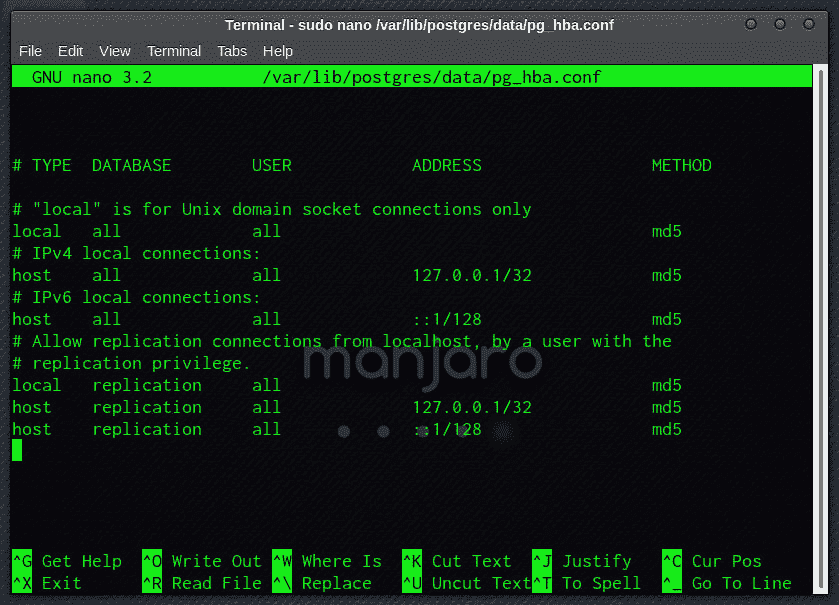 Terminal - sudo nano /var/lib/postgres/data/pg_hba.conf
File Edit View Terminal Tabs Help
GNU nano 3.2 /var/lib/postgres/data/pg_hba.conf
# TYPE DATABASE USER ADDRESS METHOD
# "local" is for Unix domain socket connections only
local all all md5
# IPv4 local connections:
host all all 127.0.0.1/32 md5
# IPv6 local connections:
host all all ::1/128 md5
# Allow replication connections from localhost, by a user with the
# replication privilege.
manjaro
local replication all md5
host replication all 127.0.0.1/32 md5
host replication all ::1/128 md5
^G Get Help ^O Write Out ^W Where Is ^K Cut Text ^J Justify ^C Cur Pos
^X Exit ^R Read File ^\ Replace ^U Uncut Text ^T To Spell ^_ Go To Line